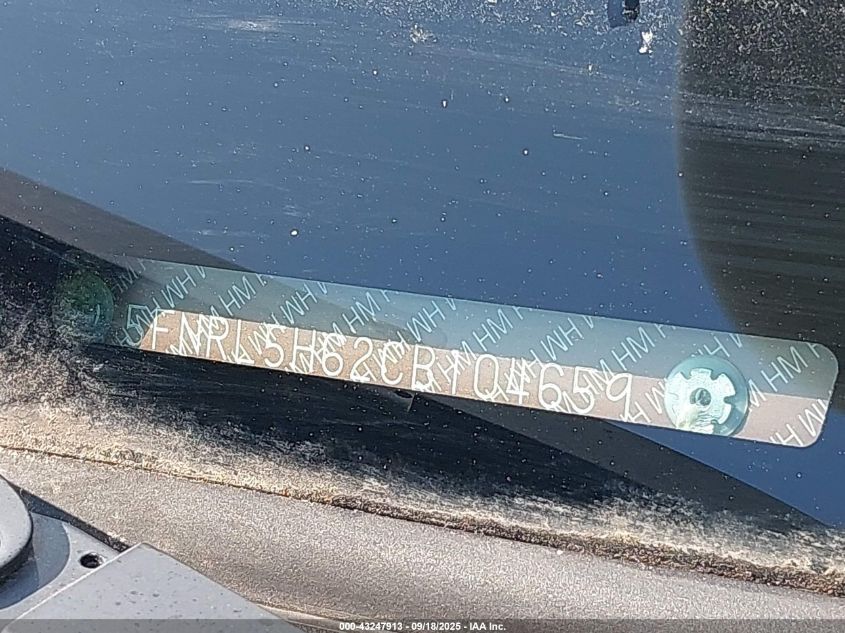 5FNRL5H62CB104659
000-43247913 - 09/18/2025 - IAA Inc.